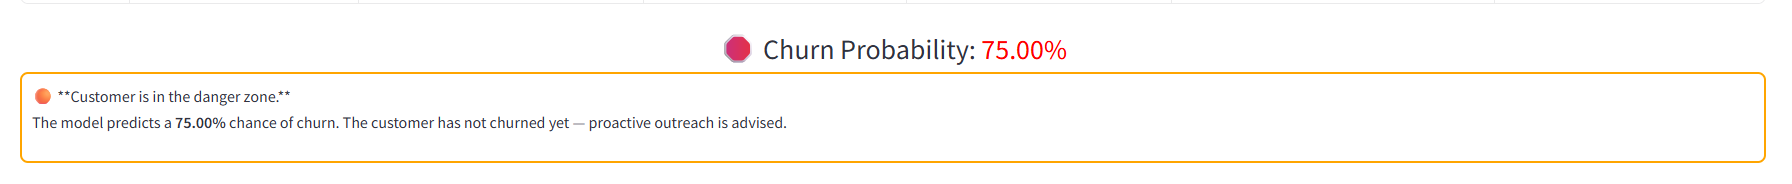 Churn Probability: 75.00%
**Customer is in the danger zone.**
The model predicts a 75.00% chance of churn. The customer has not churned yet — proactive outreach is advised.